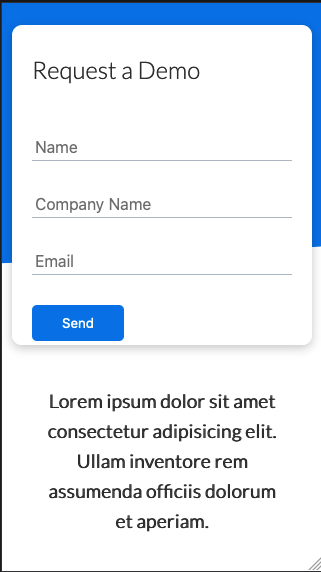 Request a Demo
Name
Company Name
Email
Send
Lorem ipsum dolor sit amet
consectetur adipisicing elit.
Ullam inventore rem
assumenda officiis dolorum
et aperiam.